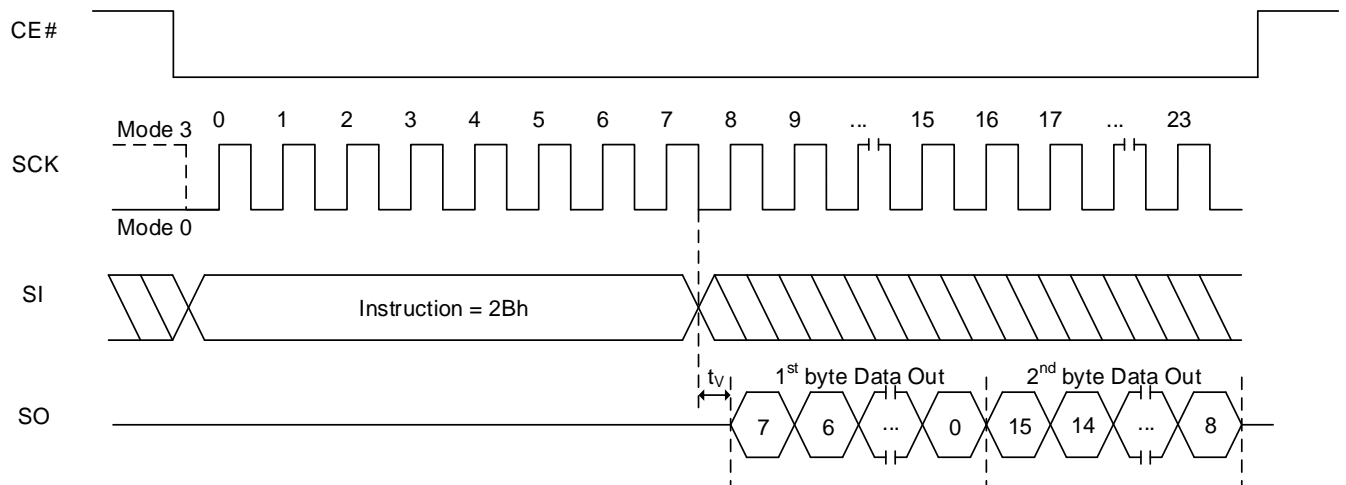 CE#
Mode 3
0 1 2 3 4 5 6 7 8 9 ... 15 16 17 ... 23
SCK
Mode 0
SI
Instruction = 2Bh
tV
1st byte Data Out
2nd byte Data Out
SO
7 6 ... 0 15 14 ... 8